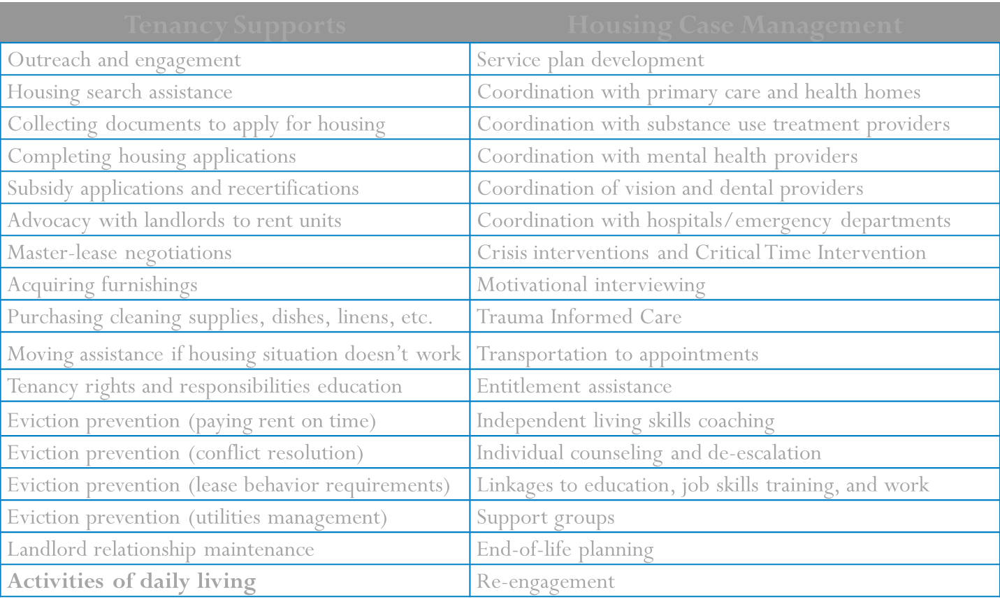 Tenancy Supports Housing Case Management
Outreach and engagement Service plan development
Housing search assistance Coordination with primary care and health homes
Collecting documents to apply for housing Coordination with substance use treatment providers
Completing housing applications Coordination with mental health providers
Subsidy applications and recertifications Coordination of vision and dental providers
Advocacy with landlords to rent units Coordination with hospitals/emergency departments
Master-lease negotiations Crisis interventions and Critical Time Intervention
Acquiring furnishings Motivational interviewing
Purchasing cleaning supplies, dishes, linens, etc. Trauma Informed Care
Moving assistance if housing situation doesn’t work Transportation to appointments
Tenancy rights and responsibilities education Entitlement assistance
Eviction prevention (paying rent on time) Independent living skills coaching
Eviction prevention (conflict resolution) Individual counseling and de-escalation
Eviction prevention (lease behavior requirements) Linkages to education, job skills training, and work
Eviction prevention (utilities management) Support groups
Landlord relationship maintenance End-of-life planning
Activities of daily living Re-engagement